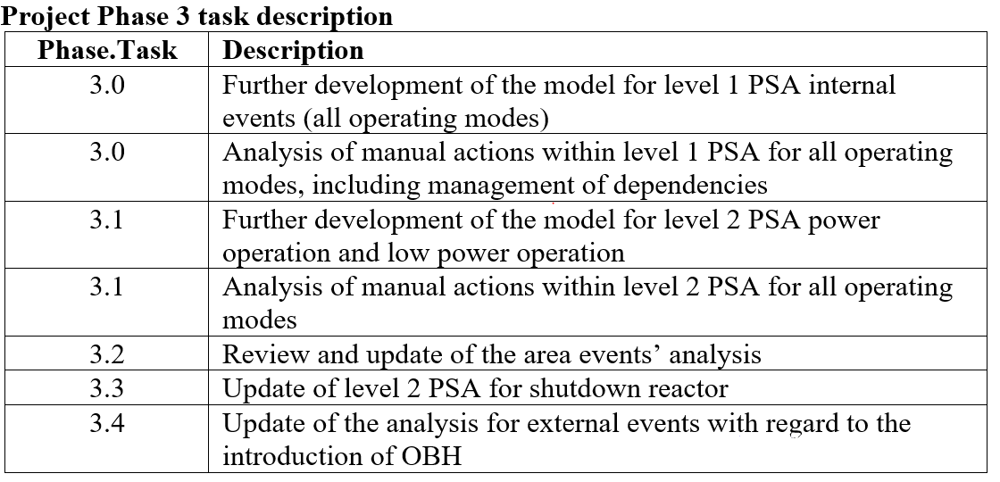 Project Phase 3 task description
Phase.Task Description
3.0 Further development of the model for level 1 PSA internal
events (all operating modes)
3.0 Analysis of manual actions within level 1 PSA for all operating
modes, including management of dependencies
3.1 Further development of the model for level 2 PSA power
operation and low power operation
3.1 Analysis of manual actions within level 2 PSA for all operating
modes
3.2 Review and update of the area events’ analysis
3.3 Update of level 2 PSA for shutdown reactor
3.4 Update of the analysis for external events with regard to the
introduction of OBH